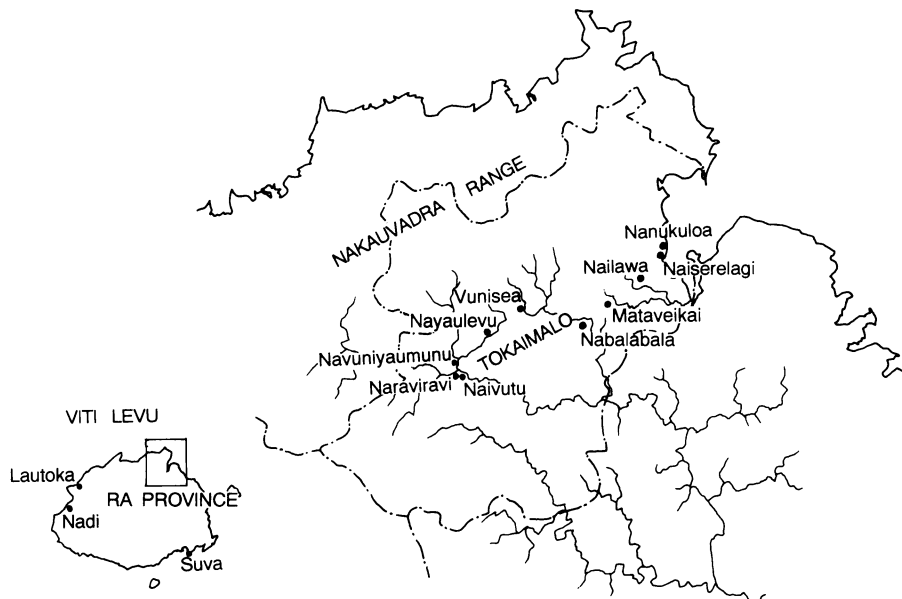 NAKAUVADRA RANGE
Nanukuloa
Nailawa
Naiserelagi
Vunisea
Mataveikai
Nayaulevu
TOKAIMALO
Nabalabala
Navuniyaumunu
Naraviravi
Naivutu
VITI LEVU
Lautoka
RA PROVINCE
Nadi
Suva